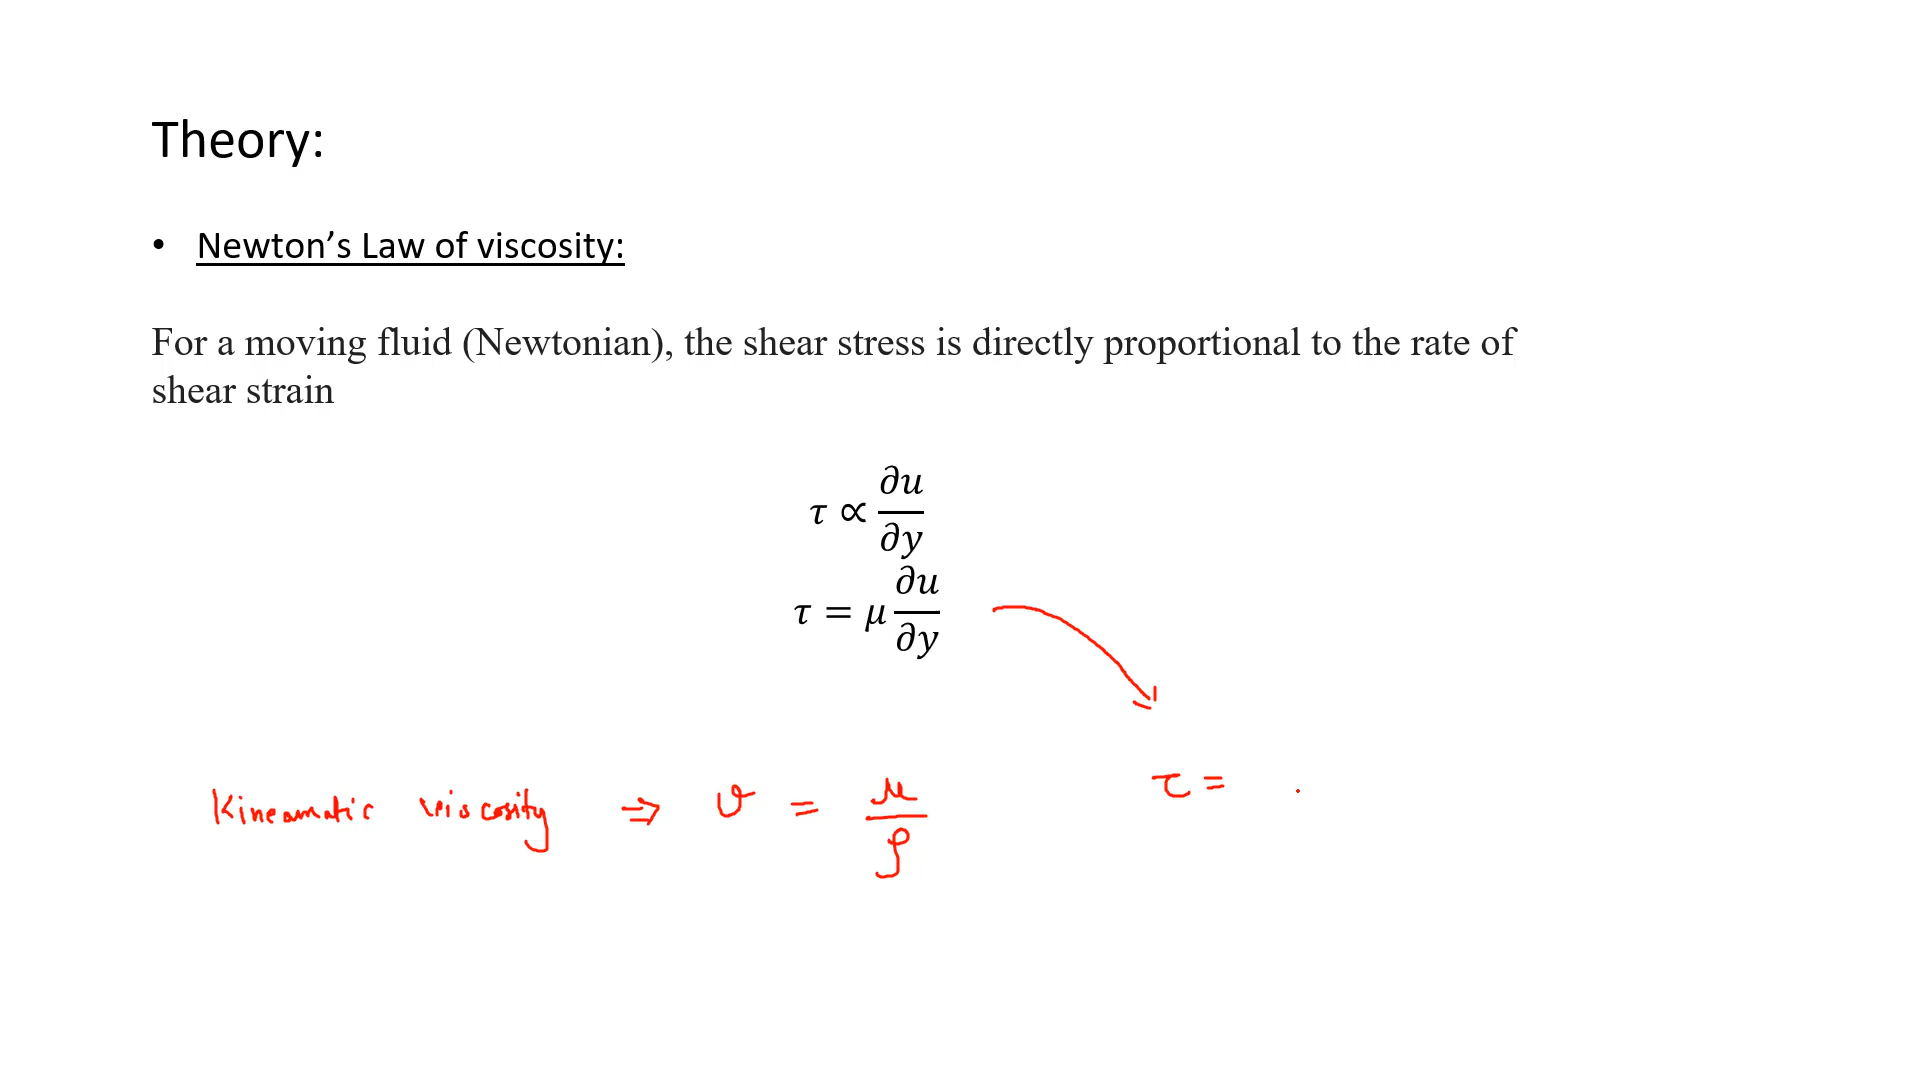 Theory:
• Newton’s Law of viscosity:
For a moving fluid (Newtonian), the shear stress is directly proportional to the rate of
shear strain
τ ∝ ∂u/∂y
τ = μ ∂u/∂y
Kineamatic viscosity ⇒ ϑ = μ/ρ
τ =